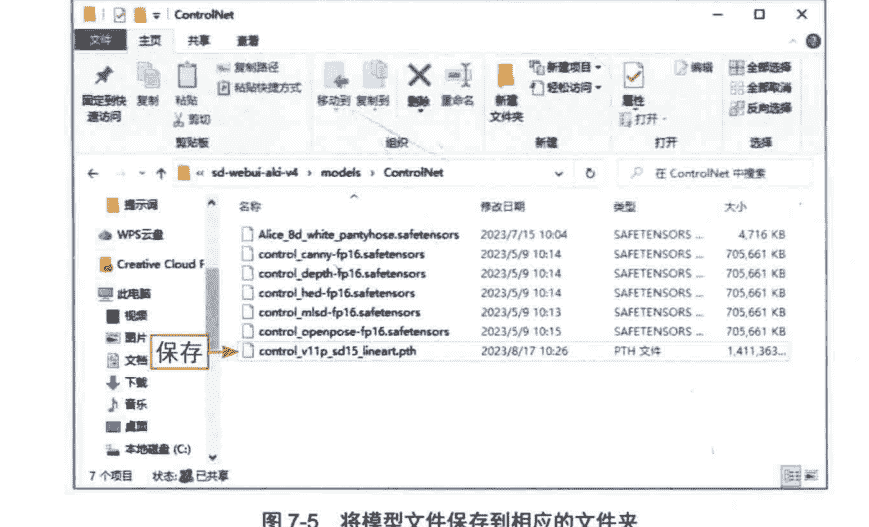 ControlNet
文件 主页 共享 查看
固定到快速访问 复制 粘贴 复制路径 粘贴快捷方式 剪切 剪贴板
移动到 复制到 删除 重命名 组织
新建文件夹 新建项目 轻松访问 新建
属性 打开 编辑 打开
全部选择 全部取消 反向选择 选择
« sd-webui-aki-v4 › models › ControlNet
在 ControlNet 中搜索
名称 修改日期 类型 大小
提示词
WPS云盘
Creative Cloud F
此电脑
视频
图片
文档
下载
音乐
桌面
本地磁盘 (C:)
Alice_8d_white_pantyhose.safetensors 2023/7/15 10:04 SAFETENSORS ... 4,716 KB
control_canny-fp16.safetensors 2023/5/9 10:14 SAFETENSORS ... 705,661 KB
control_depth-fp16.safetensors 2023/5/9 10:14 SAFETENSORS ... 705,661 KB
control_hed-fp16.safetensors 2023/5/9 10:14 SAFETENSORS ... 705,661 KB
control_mlsd-fp16.safetensors 2023/5/9 10:13 SAFETENSORS ... 705,661 KB
control_openpose-fp16.safetensors 2023/5/9 10:15 SAFETENSORS ... 705,661 KB
保存
control_v11p_sd15_lineart.pth 2023/8/17 10:26 PTH 文件 1,411,363...
7 个项目 状态: 已共享
图 7-5 将模型文件保存到相应的文件夹